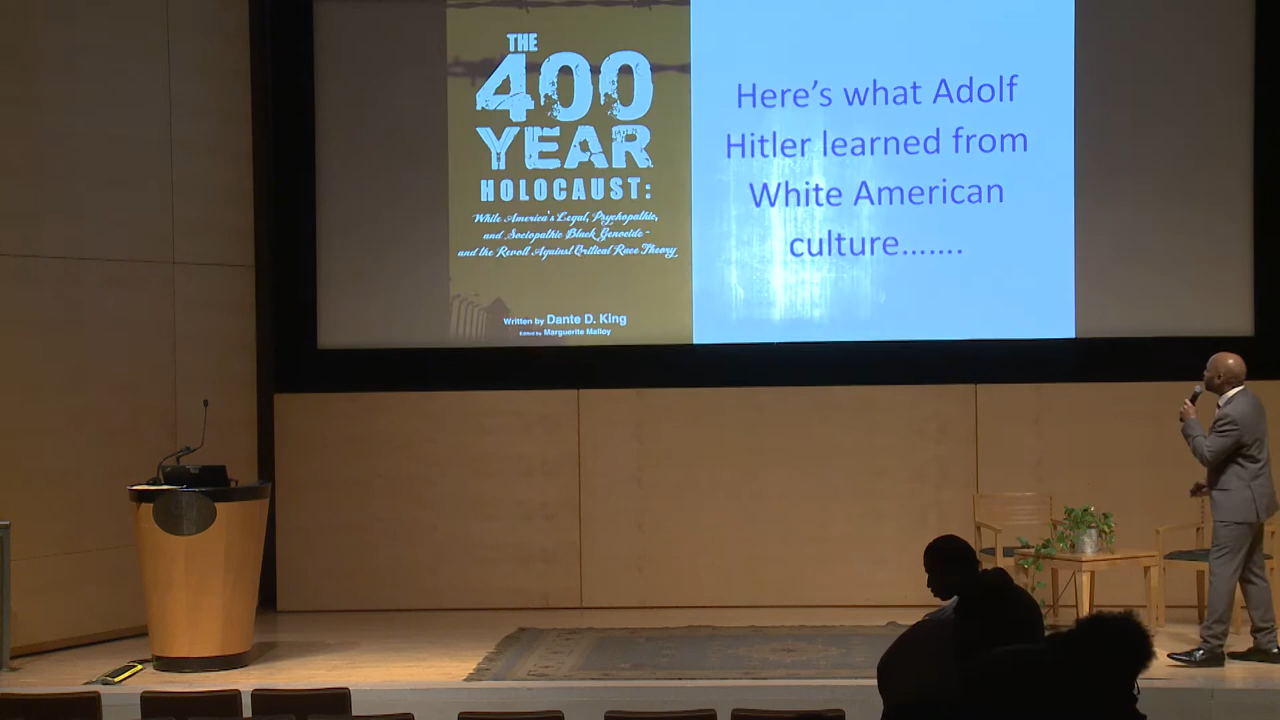 THE
400
YEAR
HOLOCAUST:
White America's Legal, Psychopathic,
and Sociopathic Black Genocide -
and the Revolt Against Critical Race Theory
Written by Dante D. King
Edited by Marguerite Malloy
Here's what Adolf
Hitler learned from
White American
culture.......